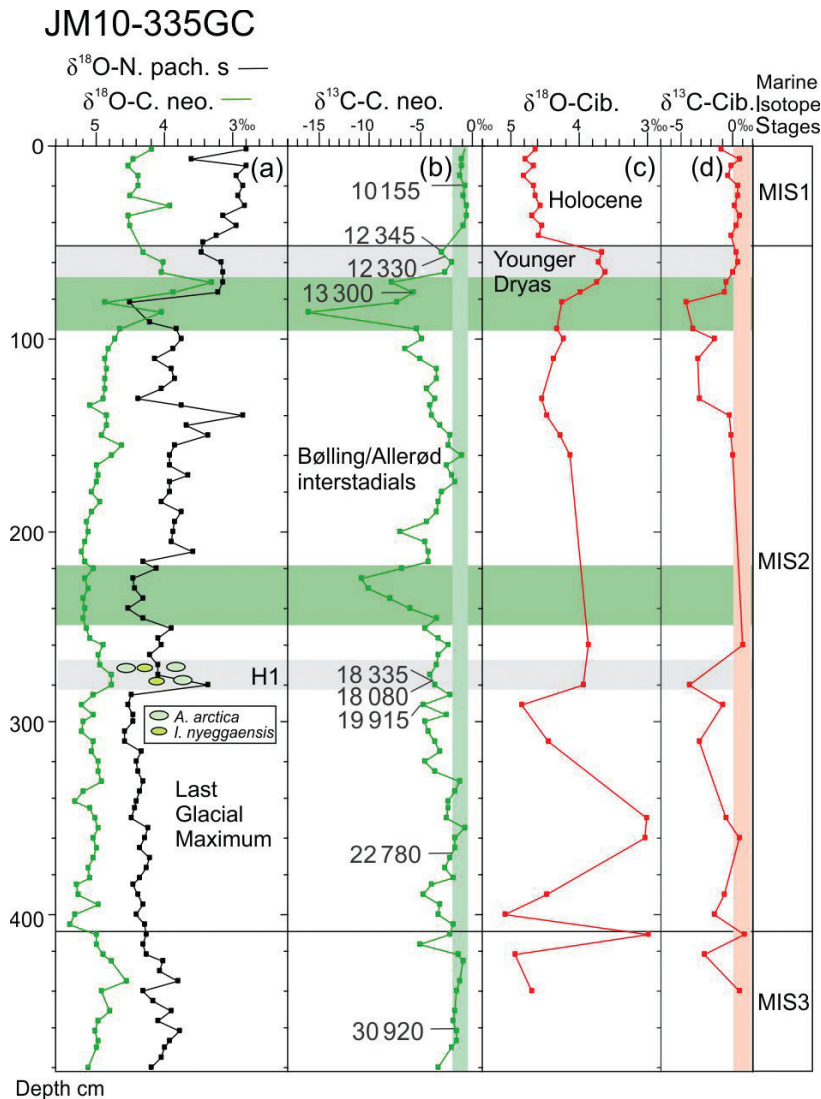 JM10-335GC
δ18O-N. pach. s
δ18O-C. neo.
δ13C-C. neo.
δ18O-Cib.
δ13C-Cib.
Marine
Isotope
Stages
5 4 3‰
-15 -10 -5 0‰
5 4 3‰
-5 0‰
0
(a)
(b)
(c)
(d)
10 155
Holocene
MIS1
12 345
12 330
Younger
Dryas
13 300
100
Bølling/Allerød
interstadials
200
MIS2
H1
18 335
18 080
19 915
A. arctica
I. nyeggaensis
300
Last
Glacial
Maximum
22 780
400
MIS3
30 920
Depth cm